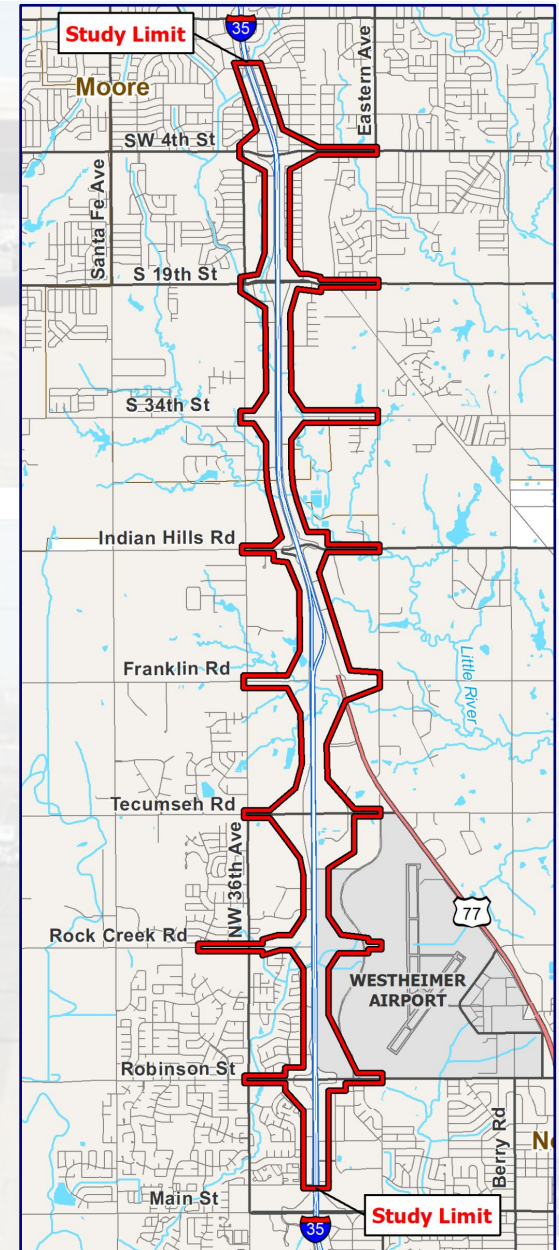 35
Study Limit
Moore
Eastern Ave
SW 4th St
Santa Fe Ave
S 19th St
S 34th St
Indian Hills Rd
Franklin Rd
Little River
Tecumseh Rd
NW 36th Ave
77
Rock Creek Rd
WESTHEIMER
AIRPORT
Robinson St
Berry Rd
No
Main St
Study Limit
35